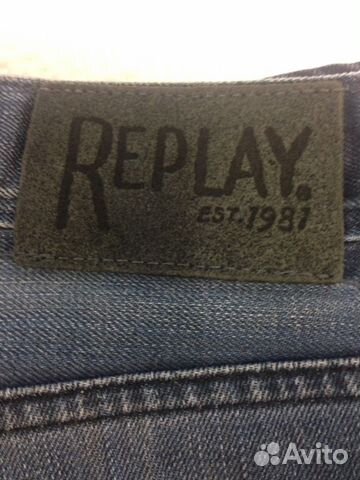 REPLAY.
EST. 1981
Avito